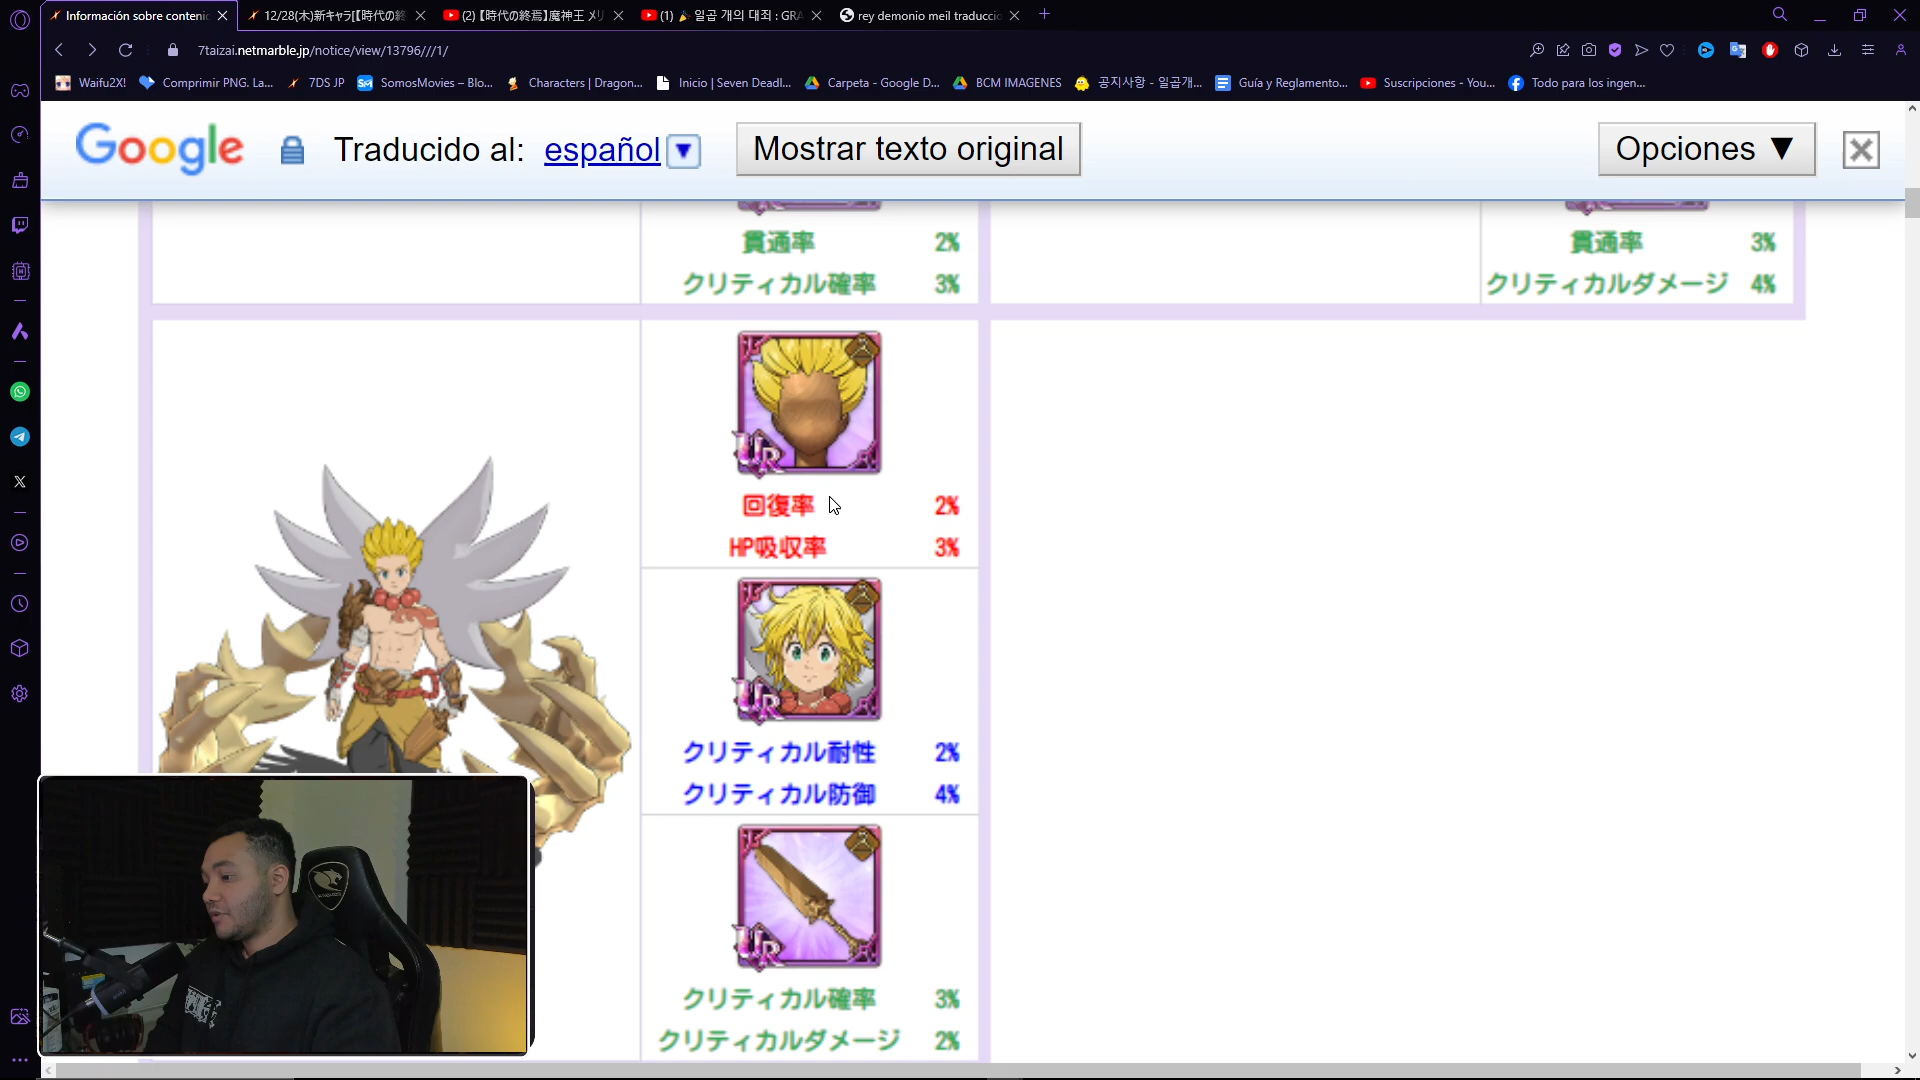 Información sobre conteni
12/28(木)新キャラ[【時代の終
(2) 【時代の終焉】魔神王 メリ
(1) 🎉 일곱 개의 대죄 : GRA
rey demonio meil traducci
7taizai.netmarble.jp/notice/view/13796///1/
Waifu2X!
Comprimir PNG. La...
7DS JP
SomosMovies – Blo...
Characters | Dragon...
Inicio | Seven Deadl...
Carpeta - Google D...
BCM IMAGENES
공지사항 - 일곱개...
Guía y Reglamento...
Suscripciones - You...
Todo para los ingen...
Google
Traducido al: español ▼
Mostrar texto original
Opciones ▼
貫通率 2%
クリティカル確率 3%
貫通率 3%
クリティカルダメージ 4%
UR
回復率 2%
HP吸収率 3%
UR
クリティカル耐性 2%
クリティカル防御 4%
UR
クリティカル確率 3%
クリティカルダメージ 2%